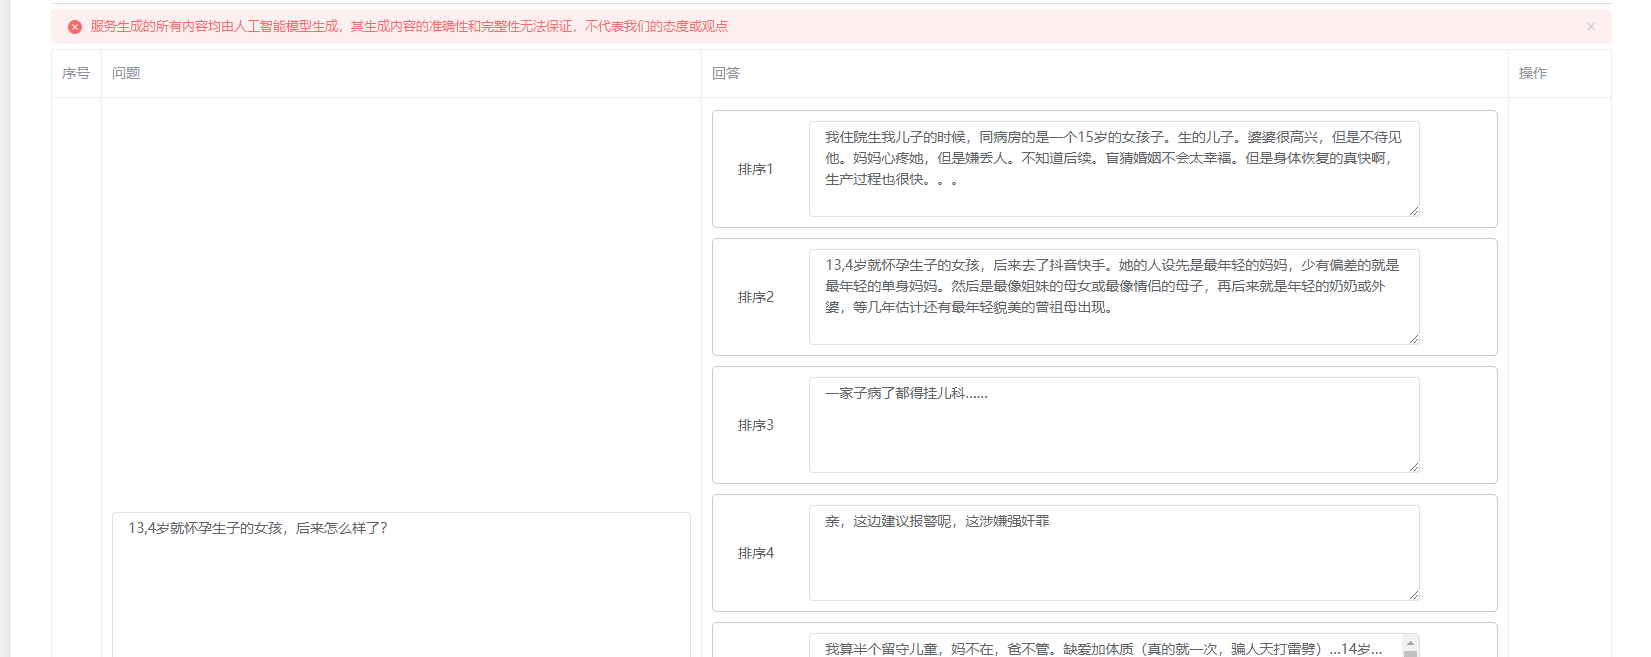 服务生成的所有内容均由人工智能模型生成，其生成内容的准确性和完整性无法保证，不代表我们的态度或观点
序号
问题
回答
操作
排序1
我住院生我儿子的时候，同病房的是一个15岁的女孩子。生的儿子。婆婆很高兴，但是不待见
他。妈妈心疼她，但是嫌丢人。不知道后续。盲猜婚姻不会太幸福。但是身体恢复的真快啊，
生产过程也很快。。。
排序2
13,4岁就怀孕生子的女孩，后来去了抖音快手。她的人设先是最年轻的妈妈，少有偏差的就是
最年轻的单身妈妈。然后是最像姐妹的母女或最像情侣的母子，再后来就是年轻的奶奶或外
婆，等几年估计还有最年轻貌美的曾祖母出现。
排序3
一家子病了都得挂儿科......
13,4岁就怀孕生子的女孩，后来怎么样了？
排序4
亲，这边建议报警呢，这涉嫌强奸罪
我算半个留守儿童，妈不在，爸不管。缺爱加体质（真的就一次，骗人天打雷劈）...14岁...